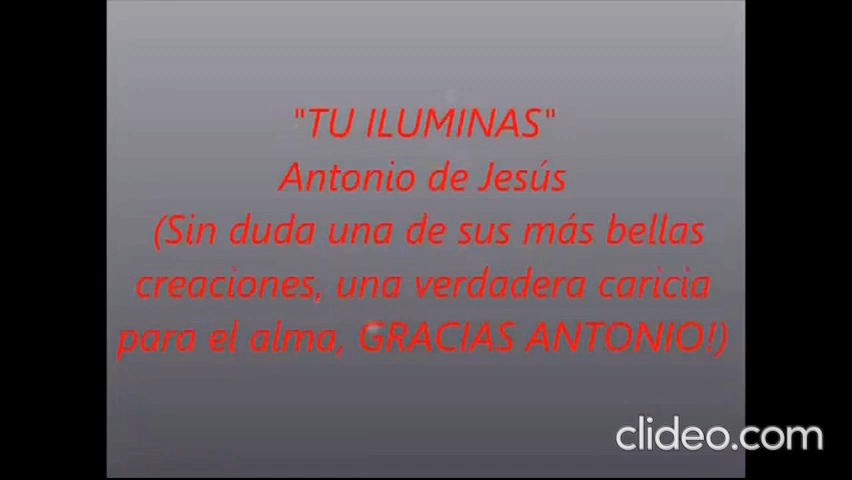 "TU ILUMINAS"
Antonio de Jesús
(Sin duda una de sus más bellas
creaciones, una verdadera caricia
para el alma, GRACIAS ANTONIO!)
clideo.com